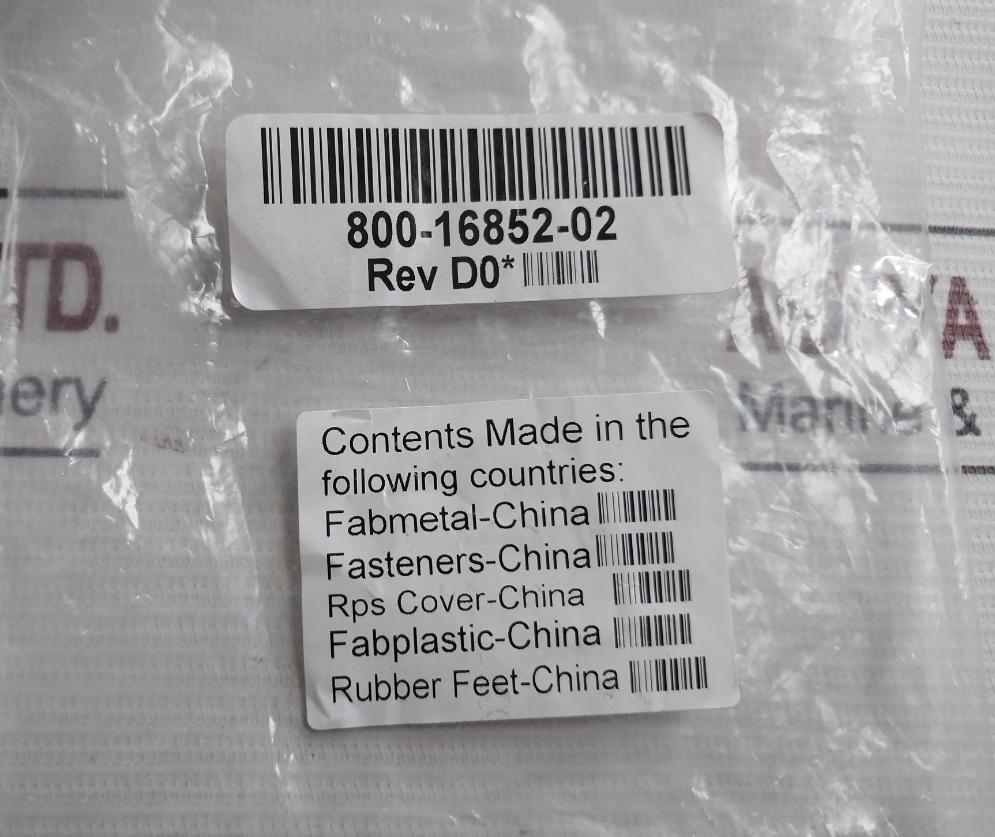 800-16852-02
Rev D0*
TD.
ery
Marine &
Contents Made in the
following countries:
Fabmetal-China
Fasteners-China
Rps Cover-China
Fabplastic-China
Rubber Feet-China